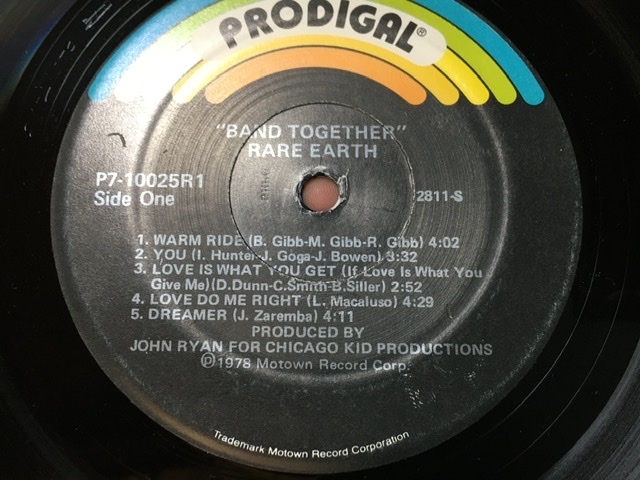 PRODIGAL®
"BAND TOGETHER"
RARE EARTH
P7-10025R1
Side One
2811-S
1. WARM RIDE (B. Gibb-M. Gibb-R. Gibb) 4:02
2. YOU (I. Hunter-J. Goga-J. Bowen) 3:32
3. LOVE IS WHAT YOU GET (If Love Is What You
Give Me)(D.Dunn-C.Smith-B.Siller) 2:52
4. LOVE DO ME RIGHT (L. Macaluso) 4:29
5. DREAMER (J. Zaremba) 4:11
PRODUCED BY
JOHN RYAN FOR CHICAGO KID PRODUCTIONS
℗1978 Motown Record Corp.
Trademark Motown Record Corporation